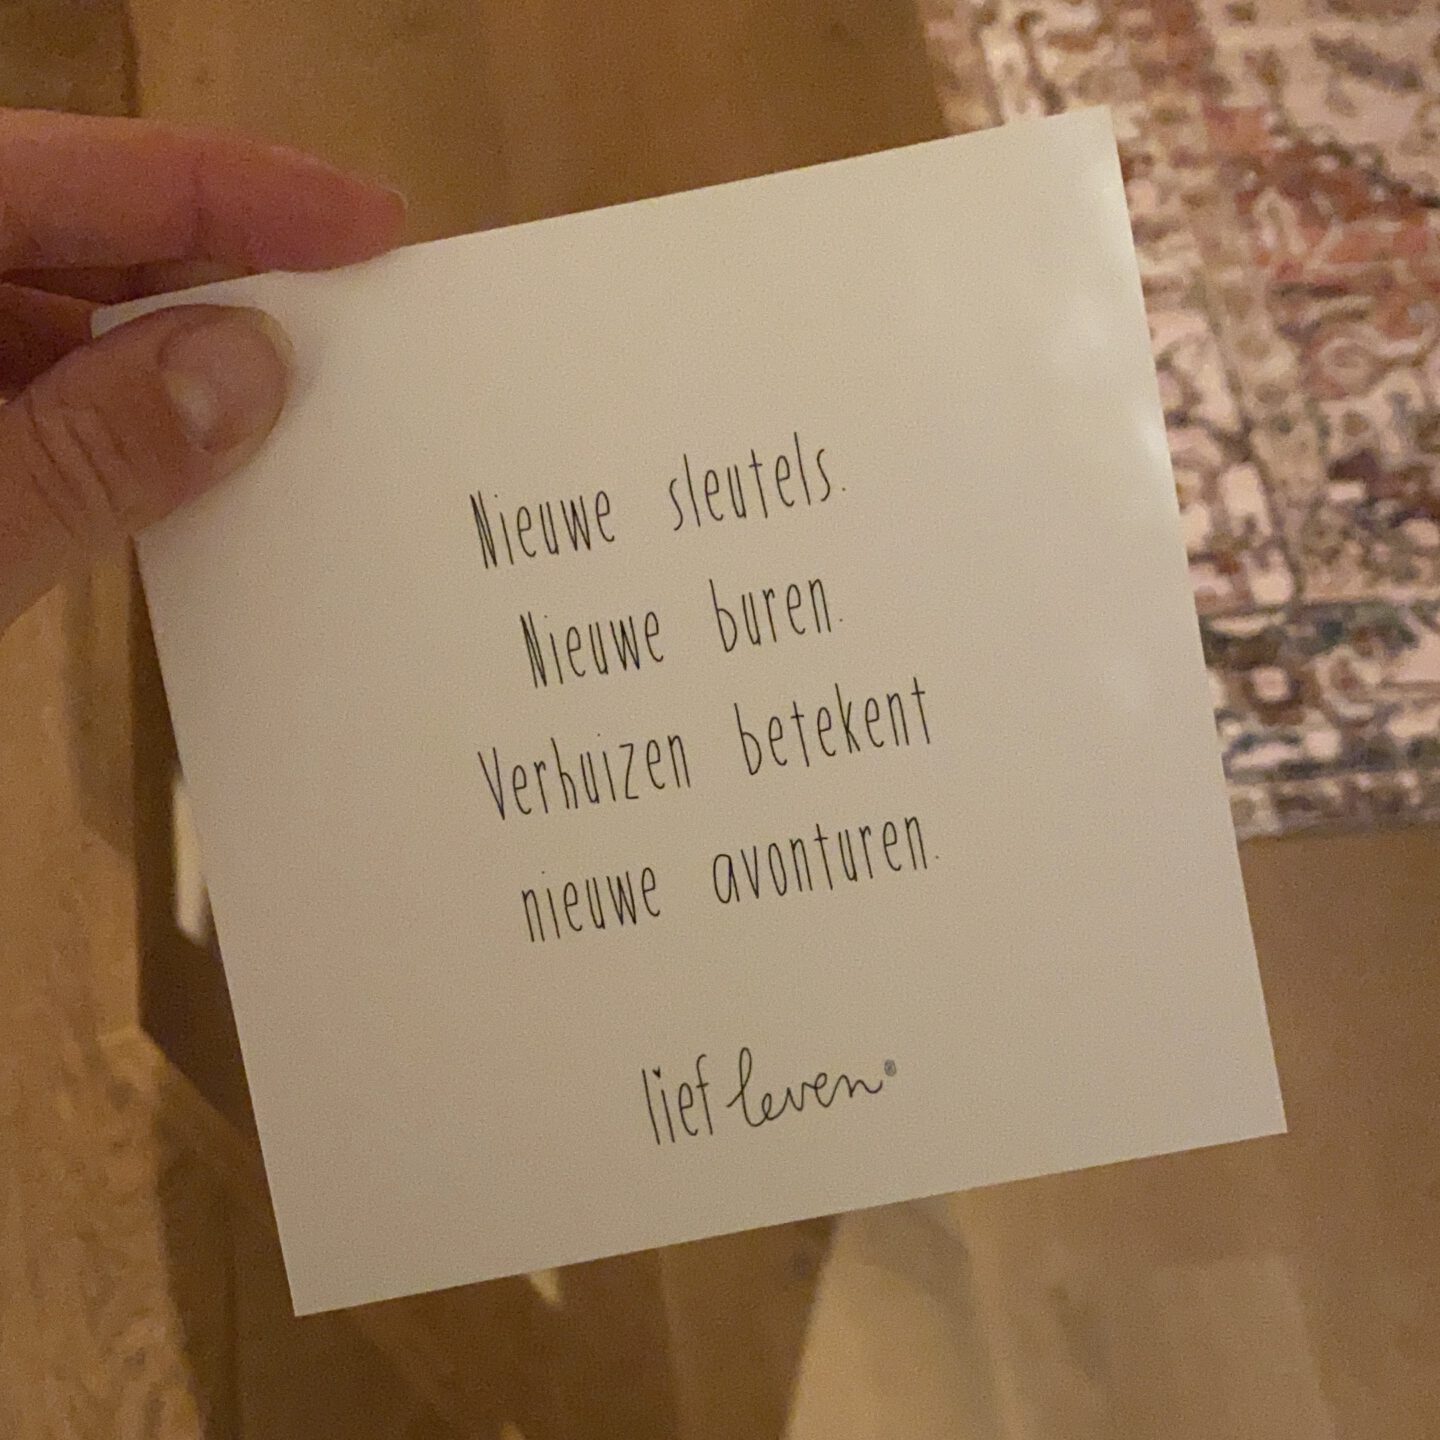 Nieuwe sleutels.
Nieuwe buren.
Verhuizen betekent
nieuwe avonturen.
lief leven®